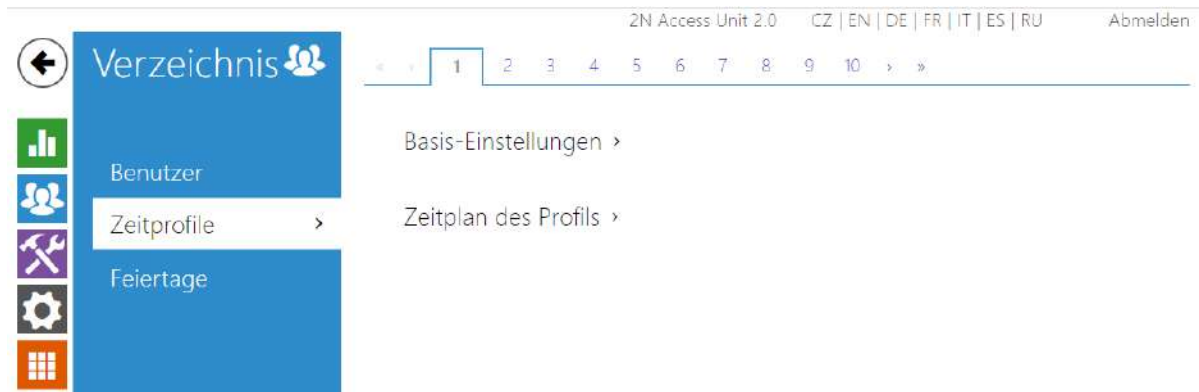 2N Access Unit 2.0 CZ | EN | DE | FR | IT | ES | RU Abmelden
Verzeichnis
« ‹ 1 2 3 4 5 6 7 8 9 10 › »
Basis-Einstellungen ›
Benutzer
Zeitprofile ›
Zeitplan des Profils ›
Feiertage